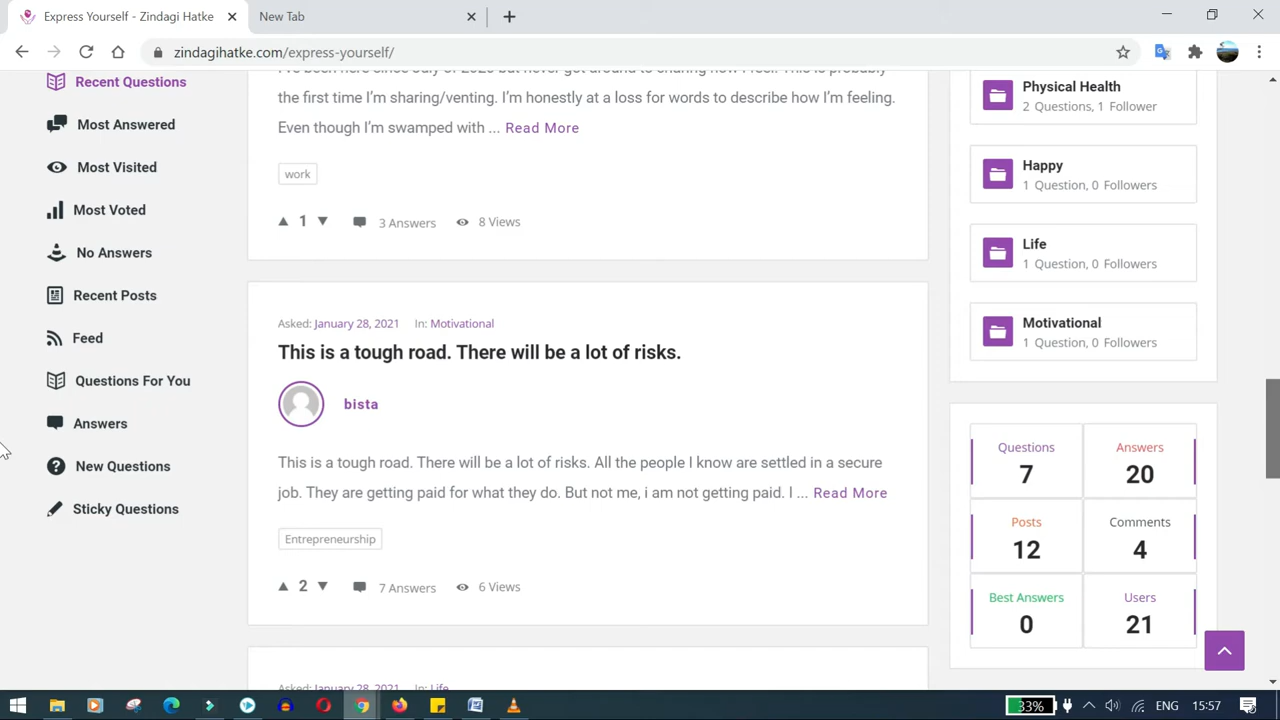 Express Yourself - Zindagi Hatke
New Tab
zindagihatke.com/express-yourself/
Recent Questions
Most Answered
Most Visited
Most Voted
No Answers
Recent Posts
Feed
Questions For You
Answers
New Questions
Sticky Questions
the first time I'm sharing/venting. I'm honestly at a loss for words to describe how I'm feeling.
Even though I'm swamped with ... Read More
work
1 3 Answers 8 Views
Asked: January 28, 2021 In: Motivational
This is a tough road. There will be a lot of risks.
bista
This is a tough road. There will be a lot of risks. All the people I know are settled in a secure
job. They are getting paid for what they do. But not me, i am not getting paid. I ... Read More
Entrepreneurship
2 7 Answers 6 Views
Asked: January 28, 2021 In: Life
Physical Health
2 Questions, 1 Follower
Happy
1 Question, 0 Followers
Life
1 Question, 0 Followers
Motivational
1 Question, 0 Followers
Questions
7
Answers
20
Posts
12
Comments
4
Best Answers
0
Users
21
33%
15:57